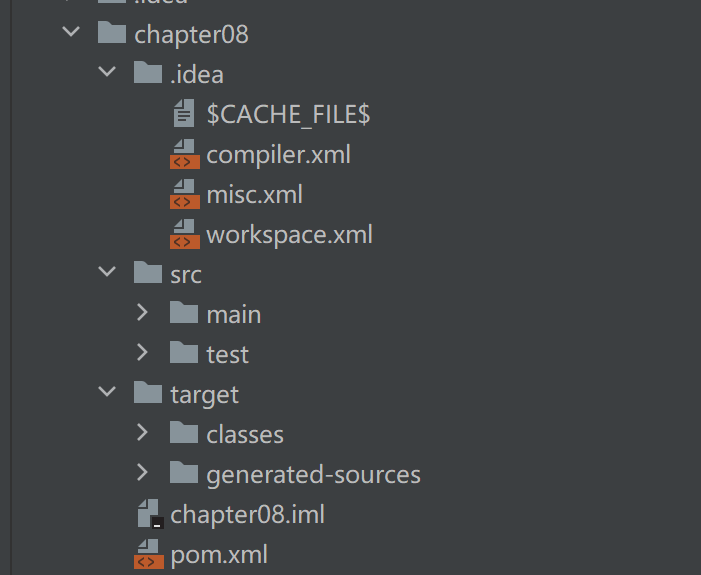 .idea
chapter08
.idea
$CACHE_FILE$
compiler.xml
misc.xml
workspace.xml
src
main
test
target
classes
generated-sources
chapter08.iml
pom.xml